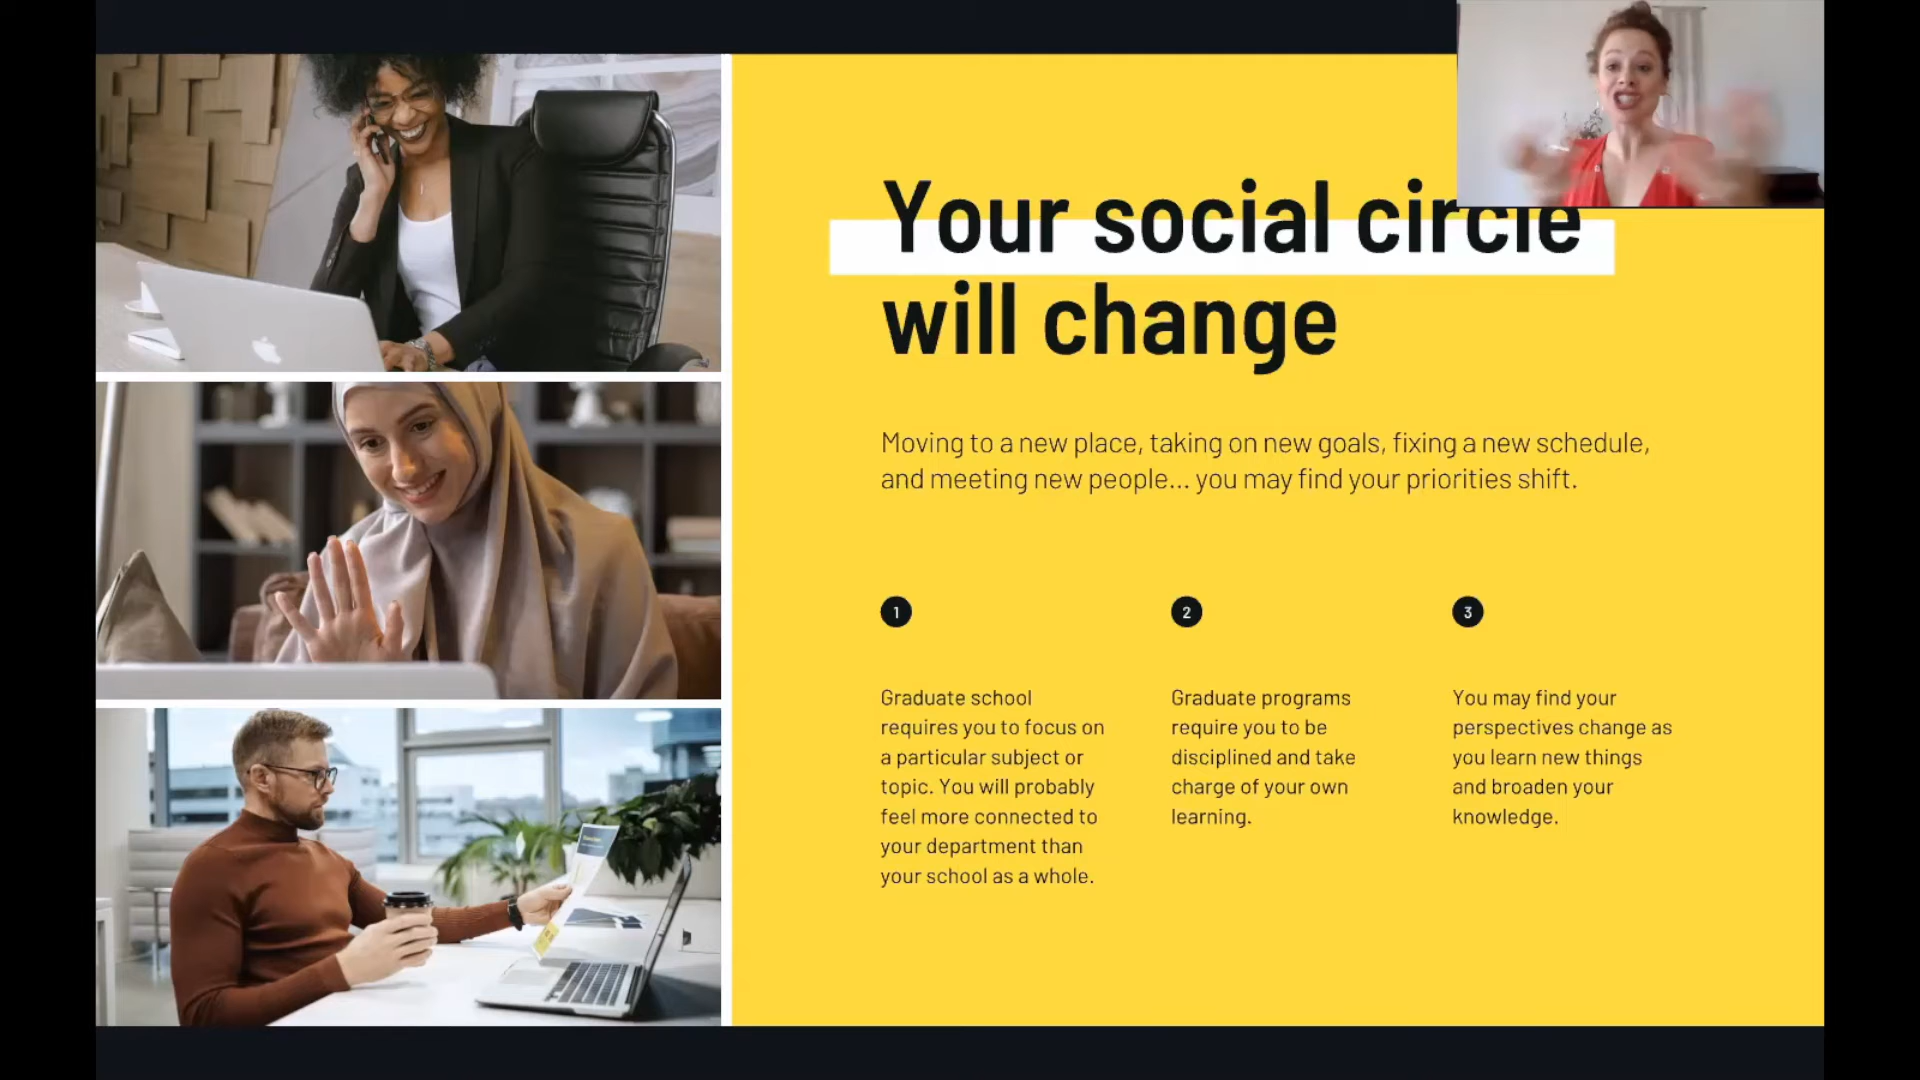 Your social circle
will change
Moving to a new place, taking on new goals, fixing a new schedule,
and meeting new people... you may find your priorities shift.
1
Graduate school
requires you to focus on
a particular subject or
topic. You will probably
feel more connected to
your department than
your school as a whole.
2
Graduate programs
require you to be
disciplined and take
charge of your own
learning.
3
You may find your
perspectives change as
you learn new things
and broaden your
knowledge.